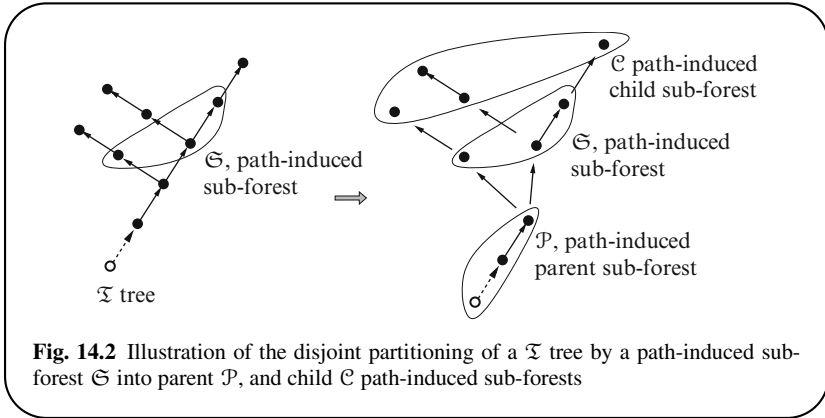 𝔖, path-induced
sub-forest
𝔗 tree
𝒞 path-induced
child sub-forest
𝔖, path-induced
sub-forest
𝒫, path-induced
parent sub-forest
Fig. 14.2 Illustration of the disjoint partitioning of a 𝔗 tree by a path-induced sub-
forest 𝔖 into parent 𝒫, and child 𝒞 path-induced sub-forests